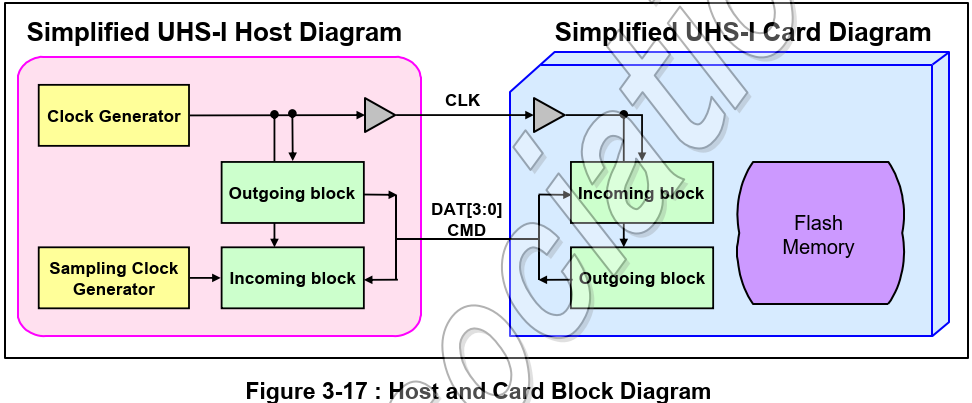 Simplified UHS-I Host Diagram
Simplified UHS-I Card Diagram
Clock Generator
CLK
Outgoing block
Incoming block
DAT[3:0]
CMD
Flash
Memory
Sampling Clock
Generator
Incoming block
Outgoing block
Figure 3-17 : Host and Card Block Diagram